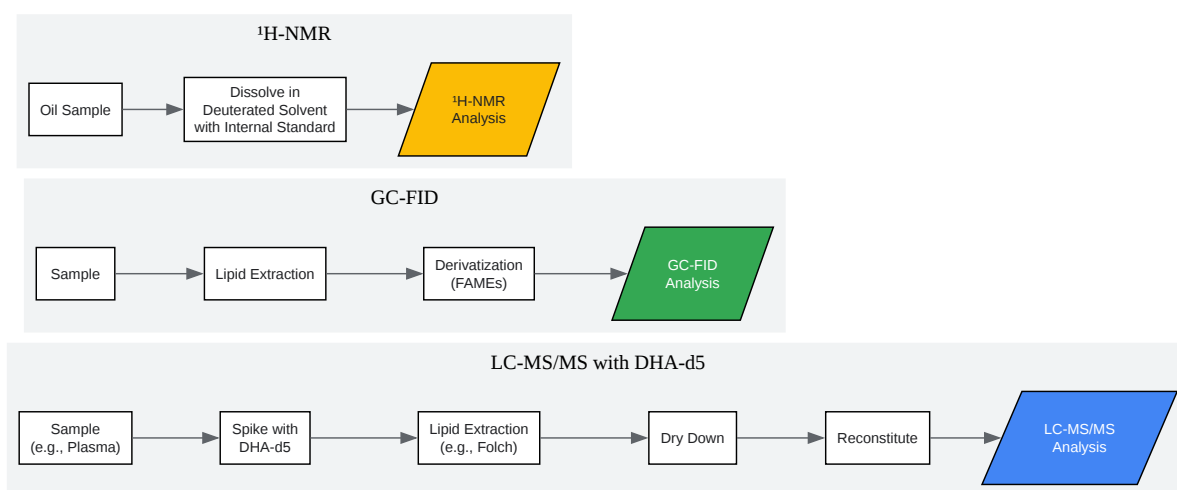 ¹H-NMR
Oil Sample
Dissolve in
Deuterated Solvent
with Internal Standard
¹H-NMR
Analysis
GC-FID
Sample
Lipid Extraction
Derivatization
(FAMEs)
GC-FID
Analysis
LC-MS/MS with DHA-d5
Sample
(e.g., Plasma)
Spike with
DHA-d5
Lipid Extraction
(e.g., Folch)
Dry Down
Reconstitute
LC-MS/MS
Analysis